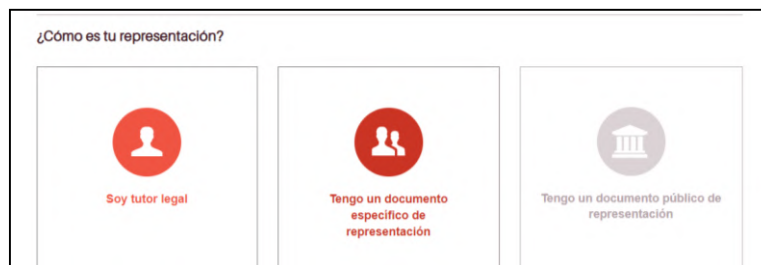 ¿Cómo es tu representación?
Soy tutor legal
Tengo un documento
específico de
representación
Tengo un documento público de
representación